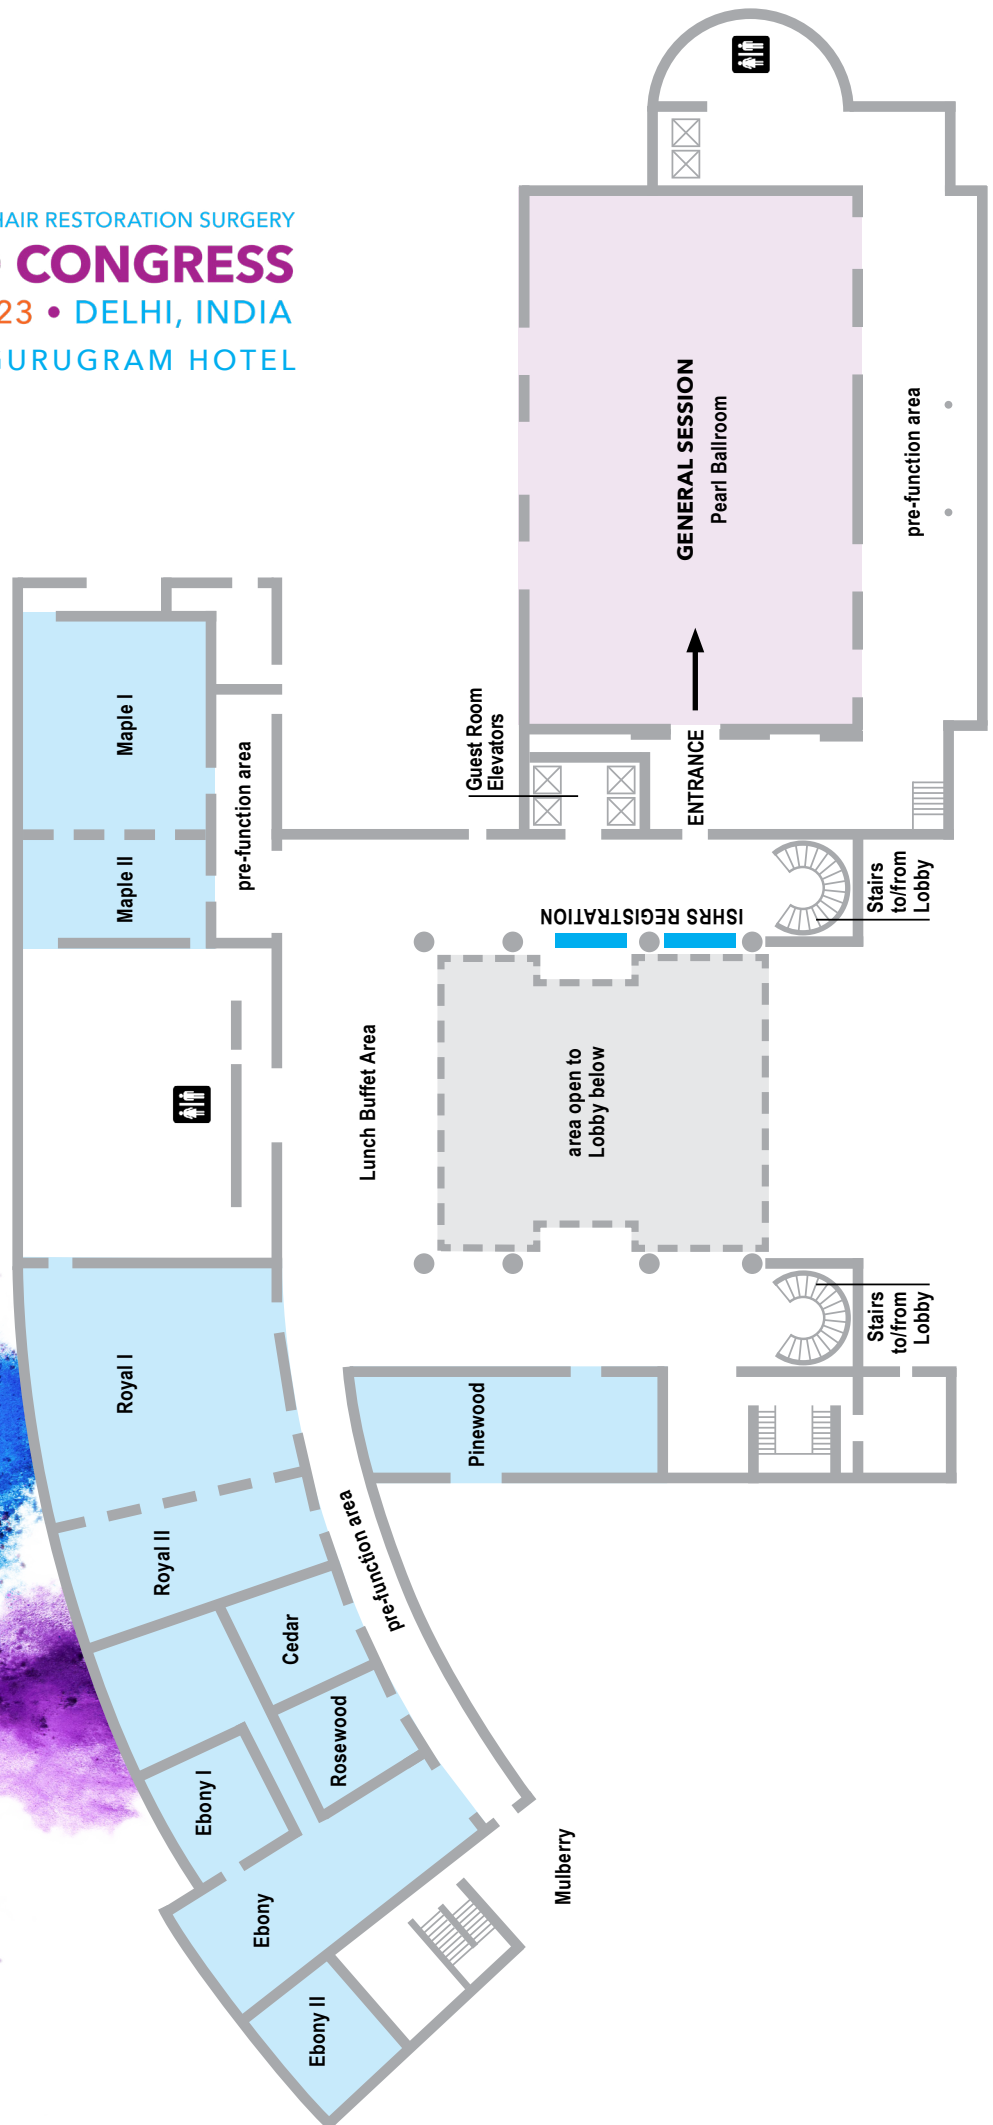 HAIR RESTORATION SURGERY
CONGRESS
23 • DELHI, INDIA
GURUGRAM HOTEL
GENERAL SESSION
Pearl Ballroom
pre-function area
ENTRANCE
Guest Room
Elevators
Maple I
Maple II
pre-function area
ISHRS REGISTRATION
Stairs
to/from
Lobby
Lunch Buffet Area
area open to
Lobby below
Stairs
to/from
Lobby
Royal I
Royal II
Pinewood
pre-function area
Cedar
Rosewood
Ebony I
Ebony
Ebony II
Mulberry